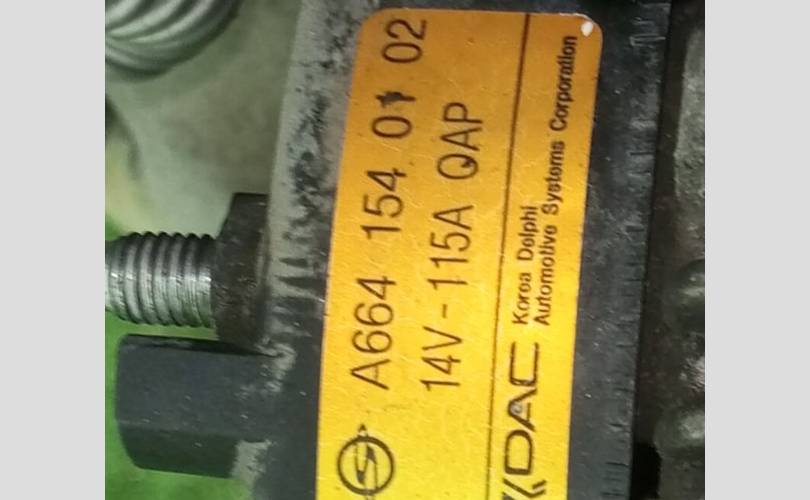 A664 154 01 02
14V-115A QAP
KDAC
Korea Delphi
Automotive Systems Corporation